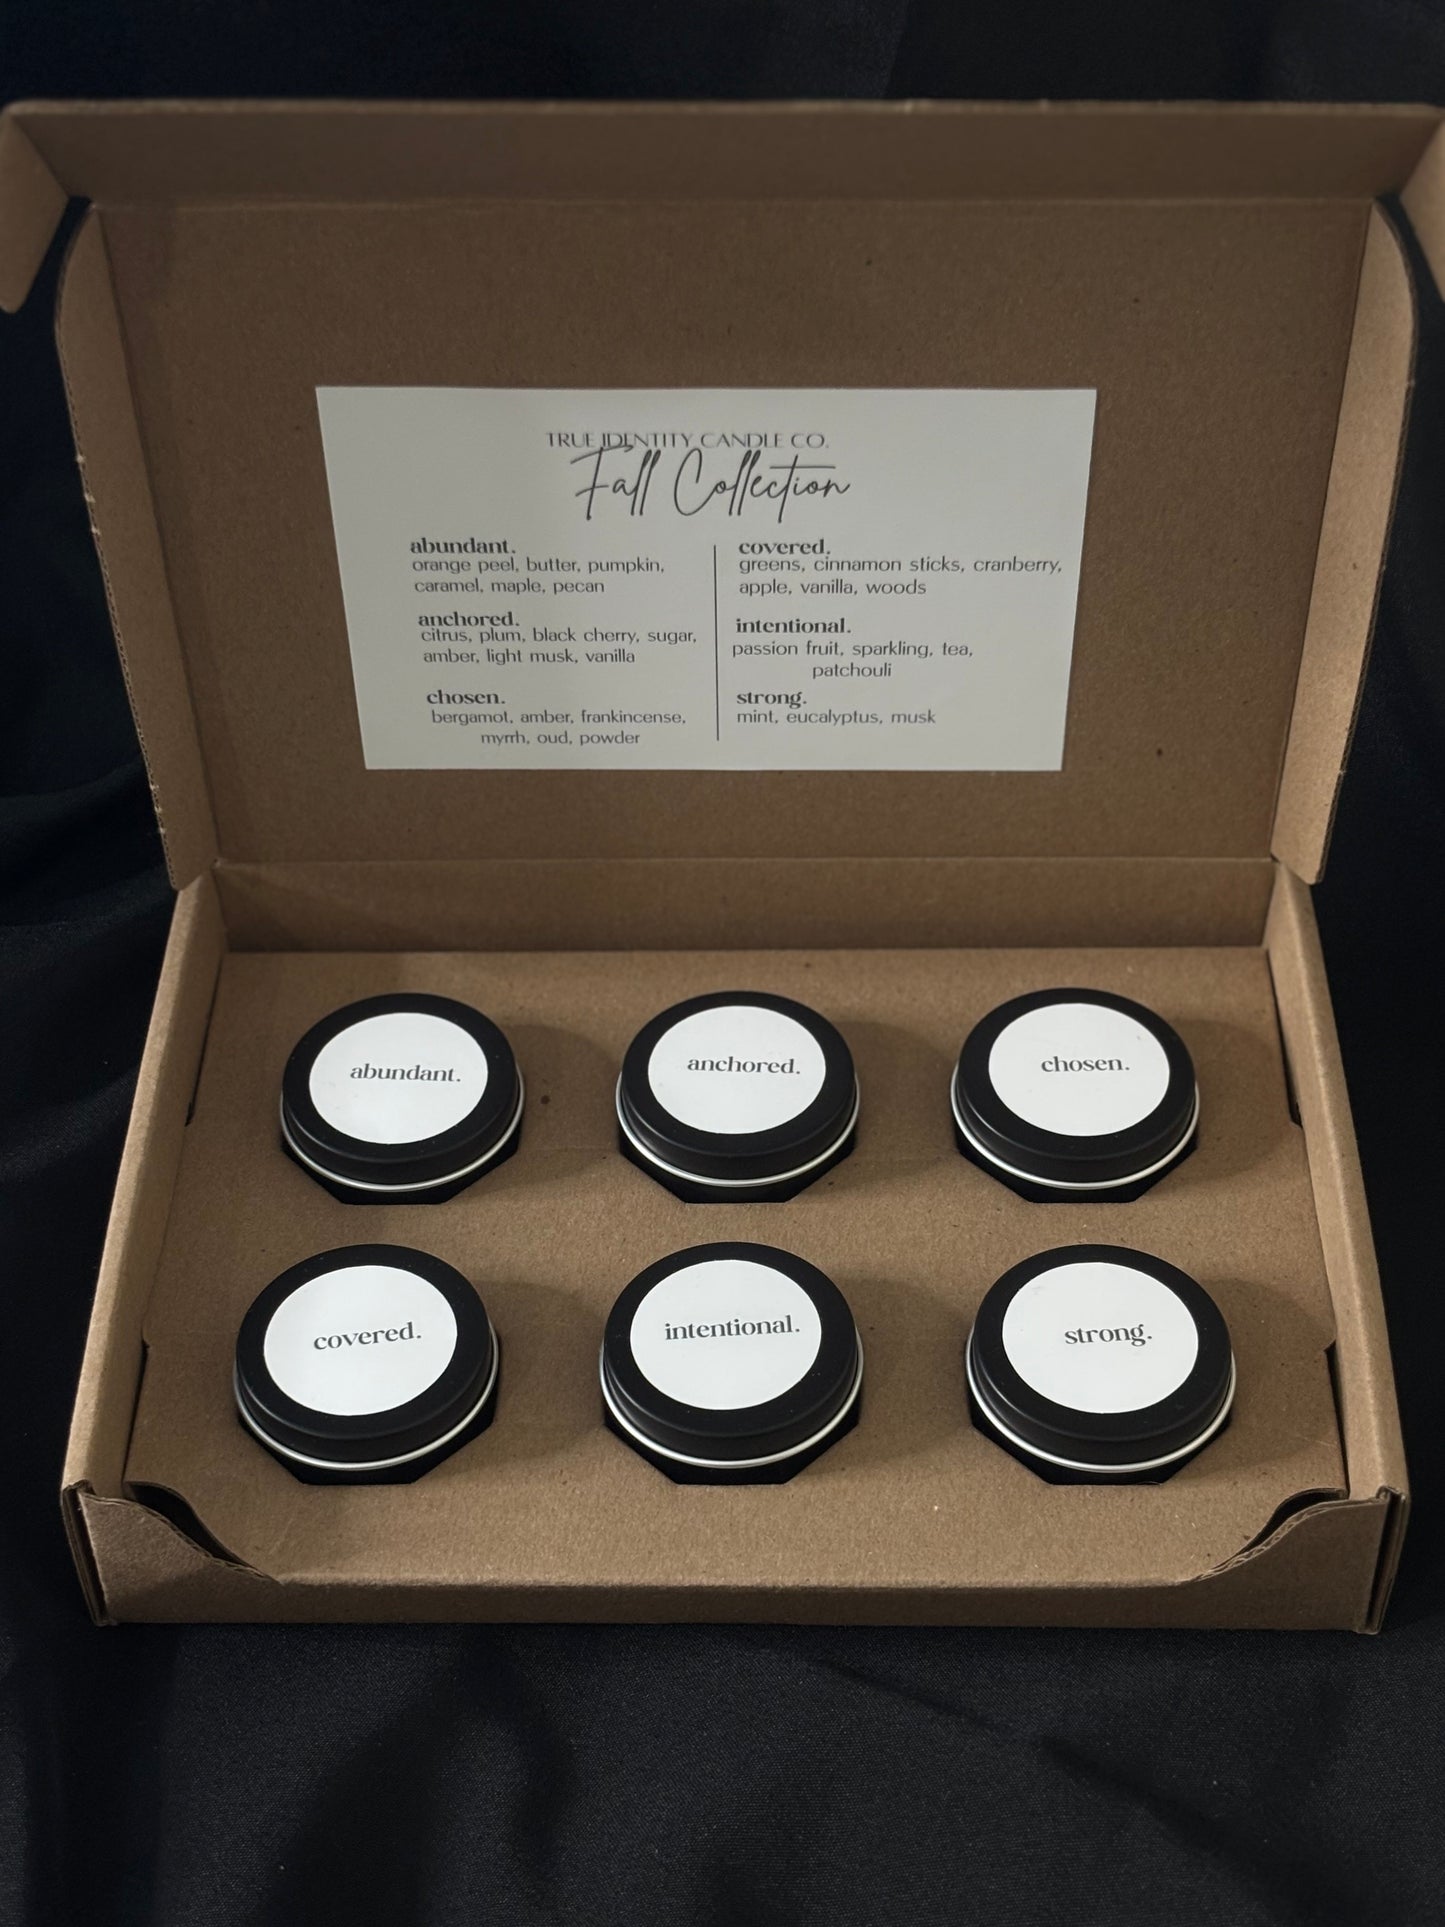 TRUE IDENTITY CANDLE CO.
Fall Collection
abundant.
orange peel, butter, pumpkin,
caramel, maple, pecan
anchored.
citrus, plum, black cherry, sugar,
amber, light musk, vanilla
chosen.
bergamot, amber, frankincense,
myrrh, oud, powder
covered.
greens, cinnamon sticks, cranberry,
apple, vanilla, woods
intentional.
passion fruit, sparkling, tea,
patchouli
strong.
mint, eucalyptus, musk
abundant.
anchored.
chosen.
covered.
intentional.
strong.